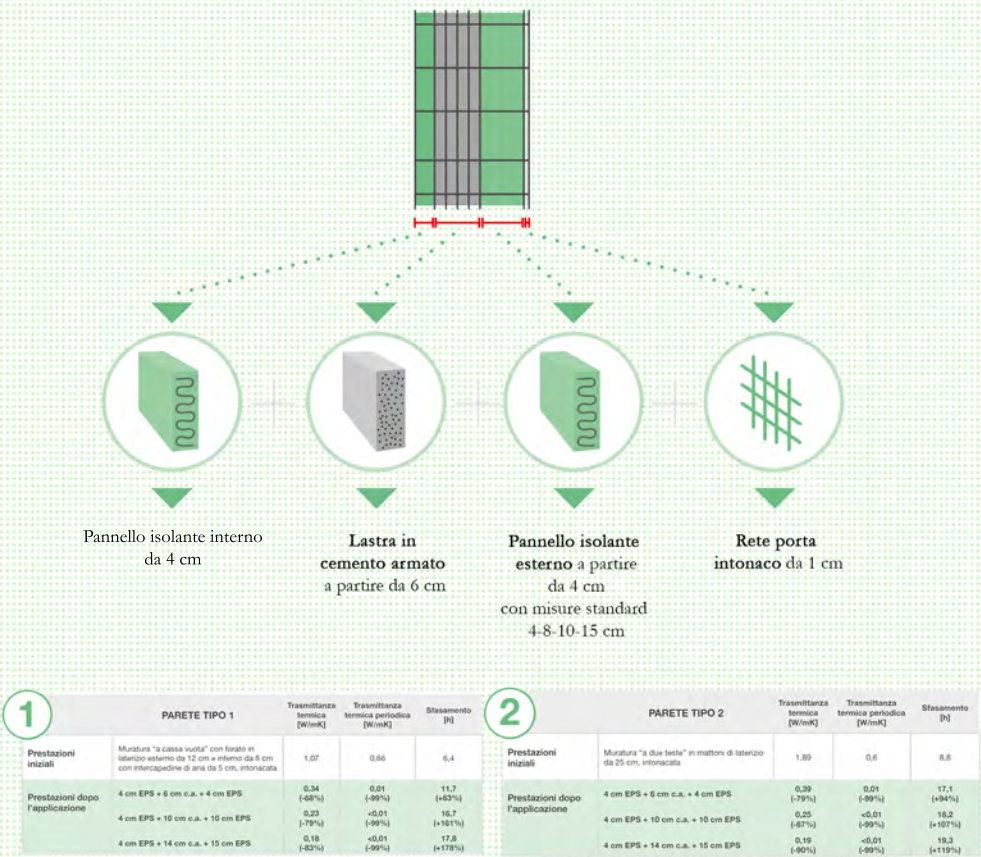 Pannello isolante interno
da 4 cm
Lastra in
cemento armato
a partire da 6 cm
Pannello isolante
esterno a partire
da 4 cm
con misure standard
4-8-10-15 cm
Rete porta
intonaco da 1 cm
1
PARETE TIPO 1
Trasmittanza
termica
[W/mK]
Trasmittanza
termica periodica
[W/mK]
Sfasamento
[h]
Prestazioni
iniziali
Muratura "a cassa vuota" con forato in
laterizio esterno da 12 cm e interno da 8 cm
con intercapedine di aria da 5 cm, intonacata
1,07
0,66
6,4
Prestazioni dopo
l'applicazione
4 cm EPS + 6 cm c.a. + 4 cm EPS
0,34
(-68%)
0,01
(-99%)
11,7
(+83%)
4 cm EPS + 10 cm c.a. + 10 cm EPS
0,23
(-79%)
<0,01
(-99%)
16,7
(+161%)
4 cm EPS + 14 cm c.a. + 15 cm EPS
0,18
(-83%)
<0,01
(-99%)
17,8
(+178%)
2
PARETE TIPO 2
Trasmittanza
termica
[W/mK]
Trasmittanza
termica periodica
[W/mK]
Sfasamento
[h]
Prestazioni
iniziali
Muratura "a due teste" in mattoni di laterizio
da 25 cm, intonacata
1,89
0,6
8,8
Prestazioni dopo
l'applicazione
4 cm EPS + 6 cm c.a. + 4 cm EPS
0,39
(-79%)
0,01
(-99%)
17,1
(+94%)
4 cm EPS + 10 cm c.a. + 10 cm EPS
0,25
(-87%)
<0,01
(-99%)
18,2
(+107%)
4 cm EPS + 14 cm c.a. + 15 cm EPS
0,19
(-90%)
<0,01
(-99%)
19,3
(+119%)